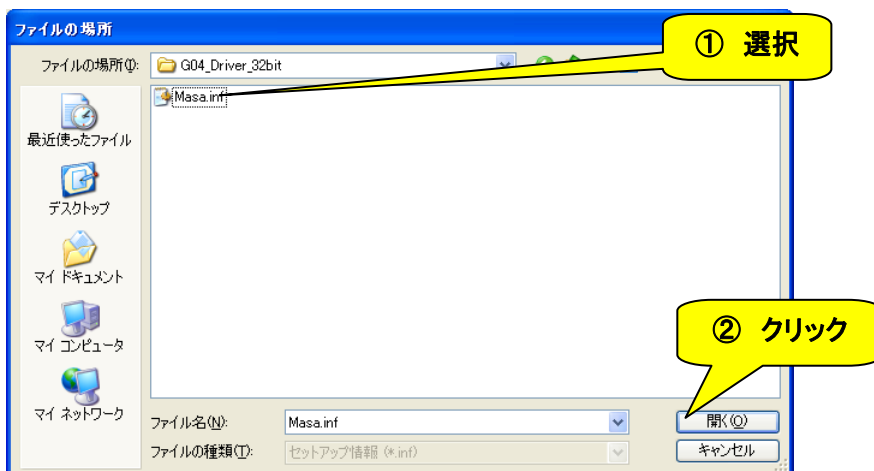 ファイルの場所
① 選択
ファイルの場所(I):
G04_Driver_32bit
Masa.inf
最近使ったファイル
デスクトップ
マイ ドキュメント
マイ コンピュータ
マイ ネットワーク
② クリック
ファイル名(N):
Masa.inf
開く(O)
ファイルの種類(T):
セットアップ情報 (*.inf)
キャンセル